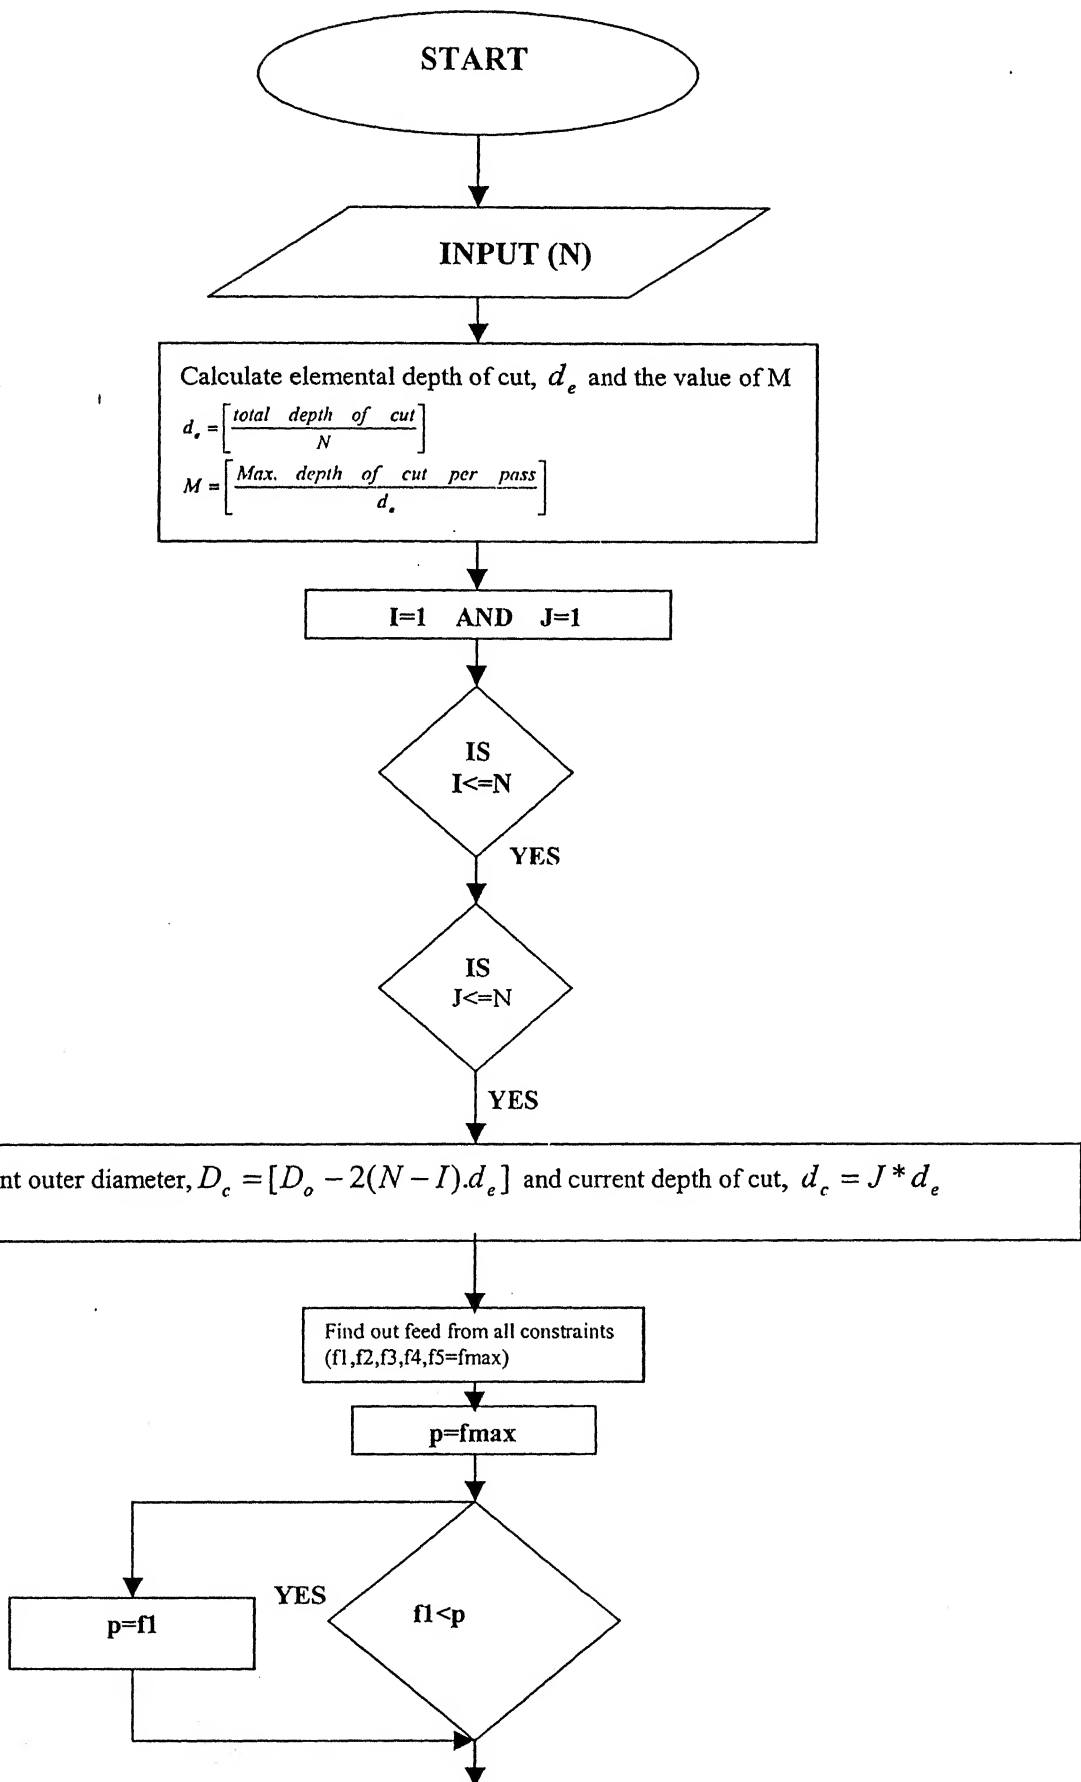 START
INPUT (N)
Calculate elemental depth of cut, d_e and the value of M
d_e = [total depth of cut / N]
M = [Max. depth of cut per pass / d_e]
I=1 AND J=1
IS
I<=N
YES
IS
J<=N
YES
nt outer diameter, D_c = [D_o - 2(N - I).d_e] and current depth of cut, d_c = J * d_e
Find out feed from all constraints
(f1,f2,f3,f4,f5=fmax)
p=fmax
YES
f1<p
p=f1